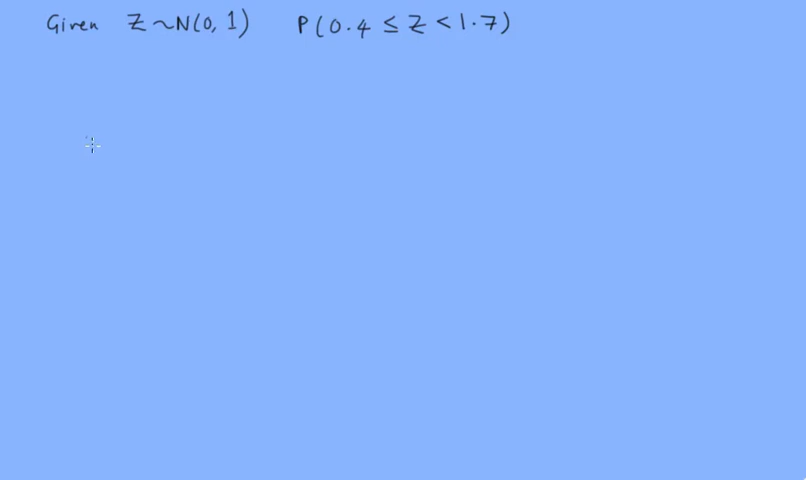 Given Z ~ N(0, 1) P(0.4 ≤ Z < 1.7)